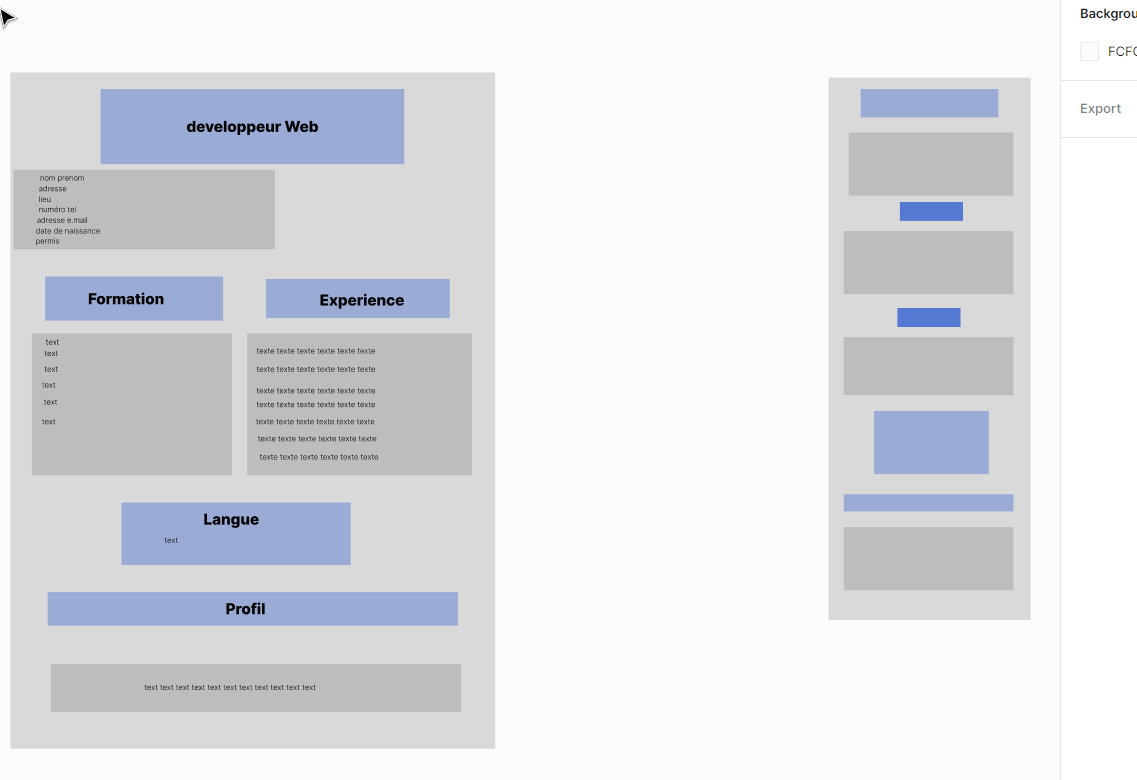 Backgrou
FCFC
Export
developpeur Web
nom prenom
adresse
lieu
numéro tel
adresse e.mail
date de naissance
permis
Formation
Experience
text
text
text
text
text
text
texte texte texte texte texte texte
texte texte texte texte texte texte
texte texte texte texte texte texte
texte texte texte texte texte texte
texte texte texte texte texte texte
texte texte texte texte texte texte
texte texte texte texte texte texte
Langue
text
Profil
text text text text text text text text text text text